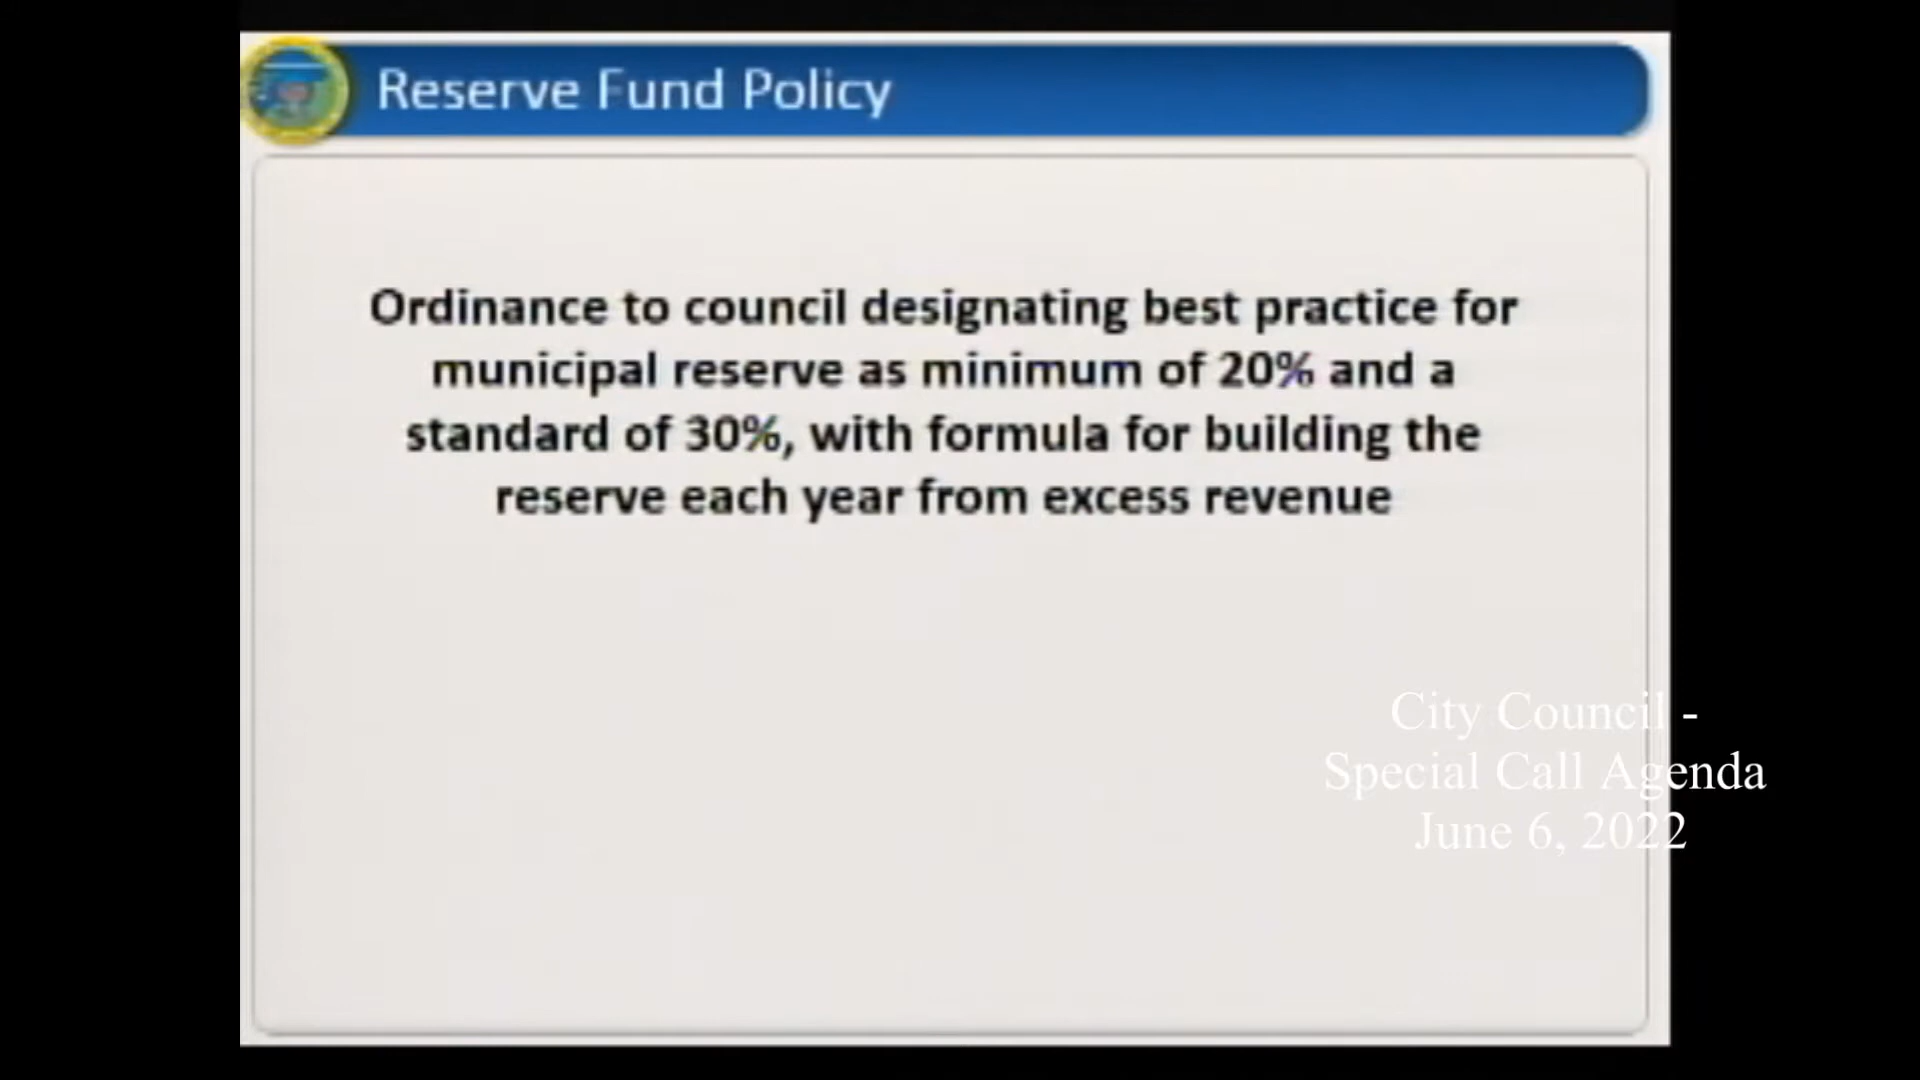 Reserve Fund Policy
Ordinance to council designating best practice for
municipal reserve as minimum of 20% and a
standard of 30%, with formula for building the
reserve each year from excess revenue
City Council -
Special Call Agenda
June 6, 2022